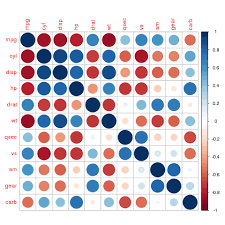 mpg cyl disp hp drat wt qsec vs am gear carb
mpg
cyl
disp
hp
drat
wt
qsec
vs
am
gear
carb
1
0.8
0.6
0.4
0.2
0
-0.2
-0.4
-0.6
-0.8
-1